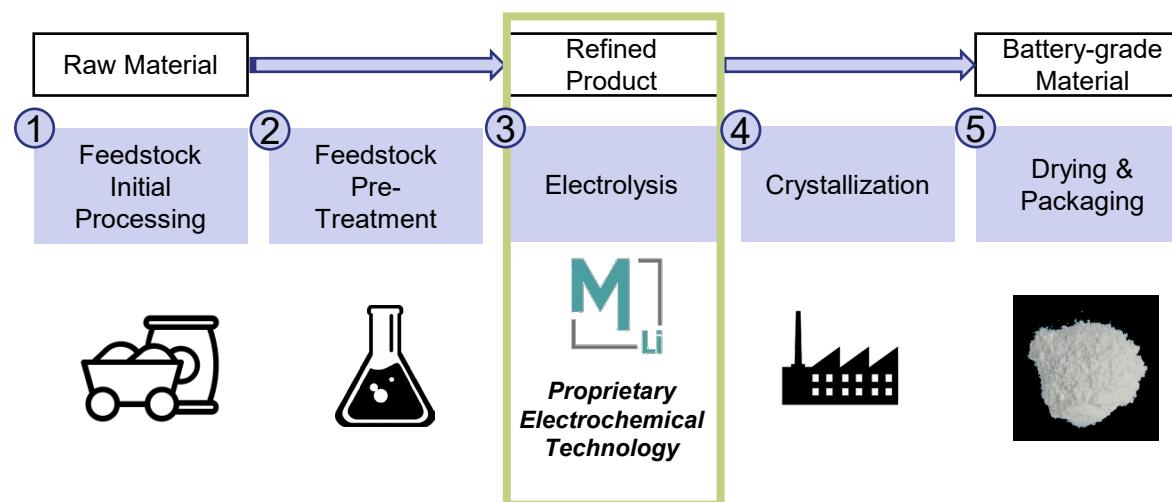 Raw Material
Refined
Product
Battery-grade
Material
1
Feedstock
Initial
Processing
2
Feedstock
Pre-
Treatment
3
Electrolysis
4
Crystallization
5
Drying &
Packaging
M
Li
Proprietary
Electrochemical
Technology